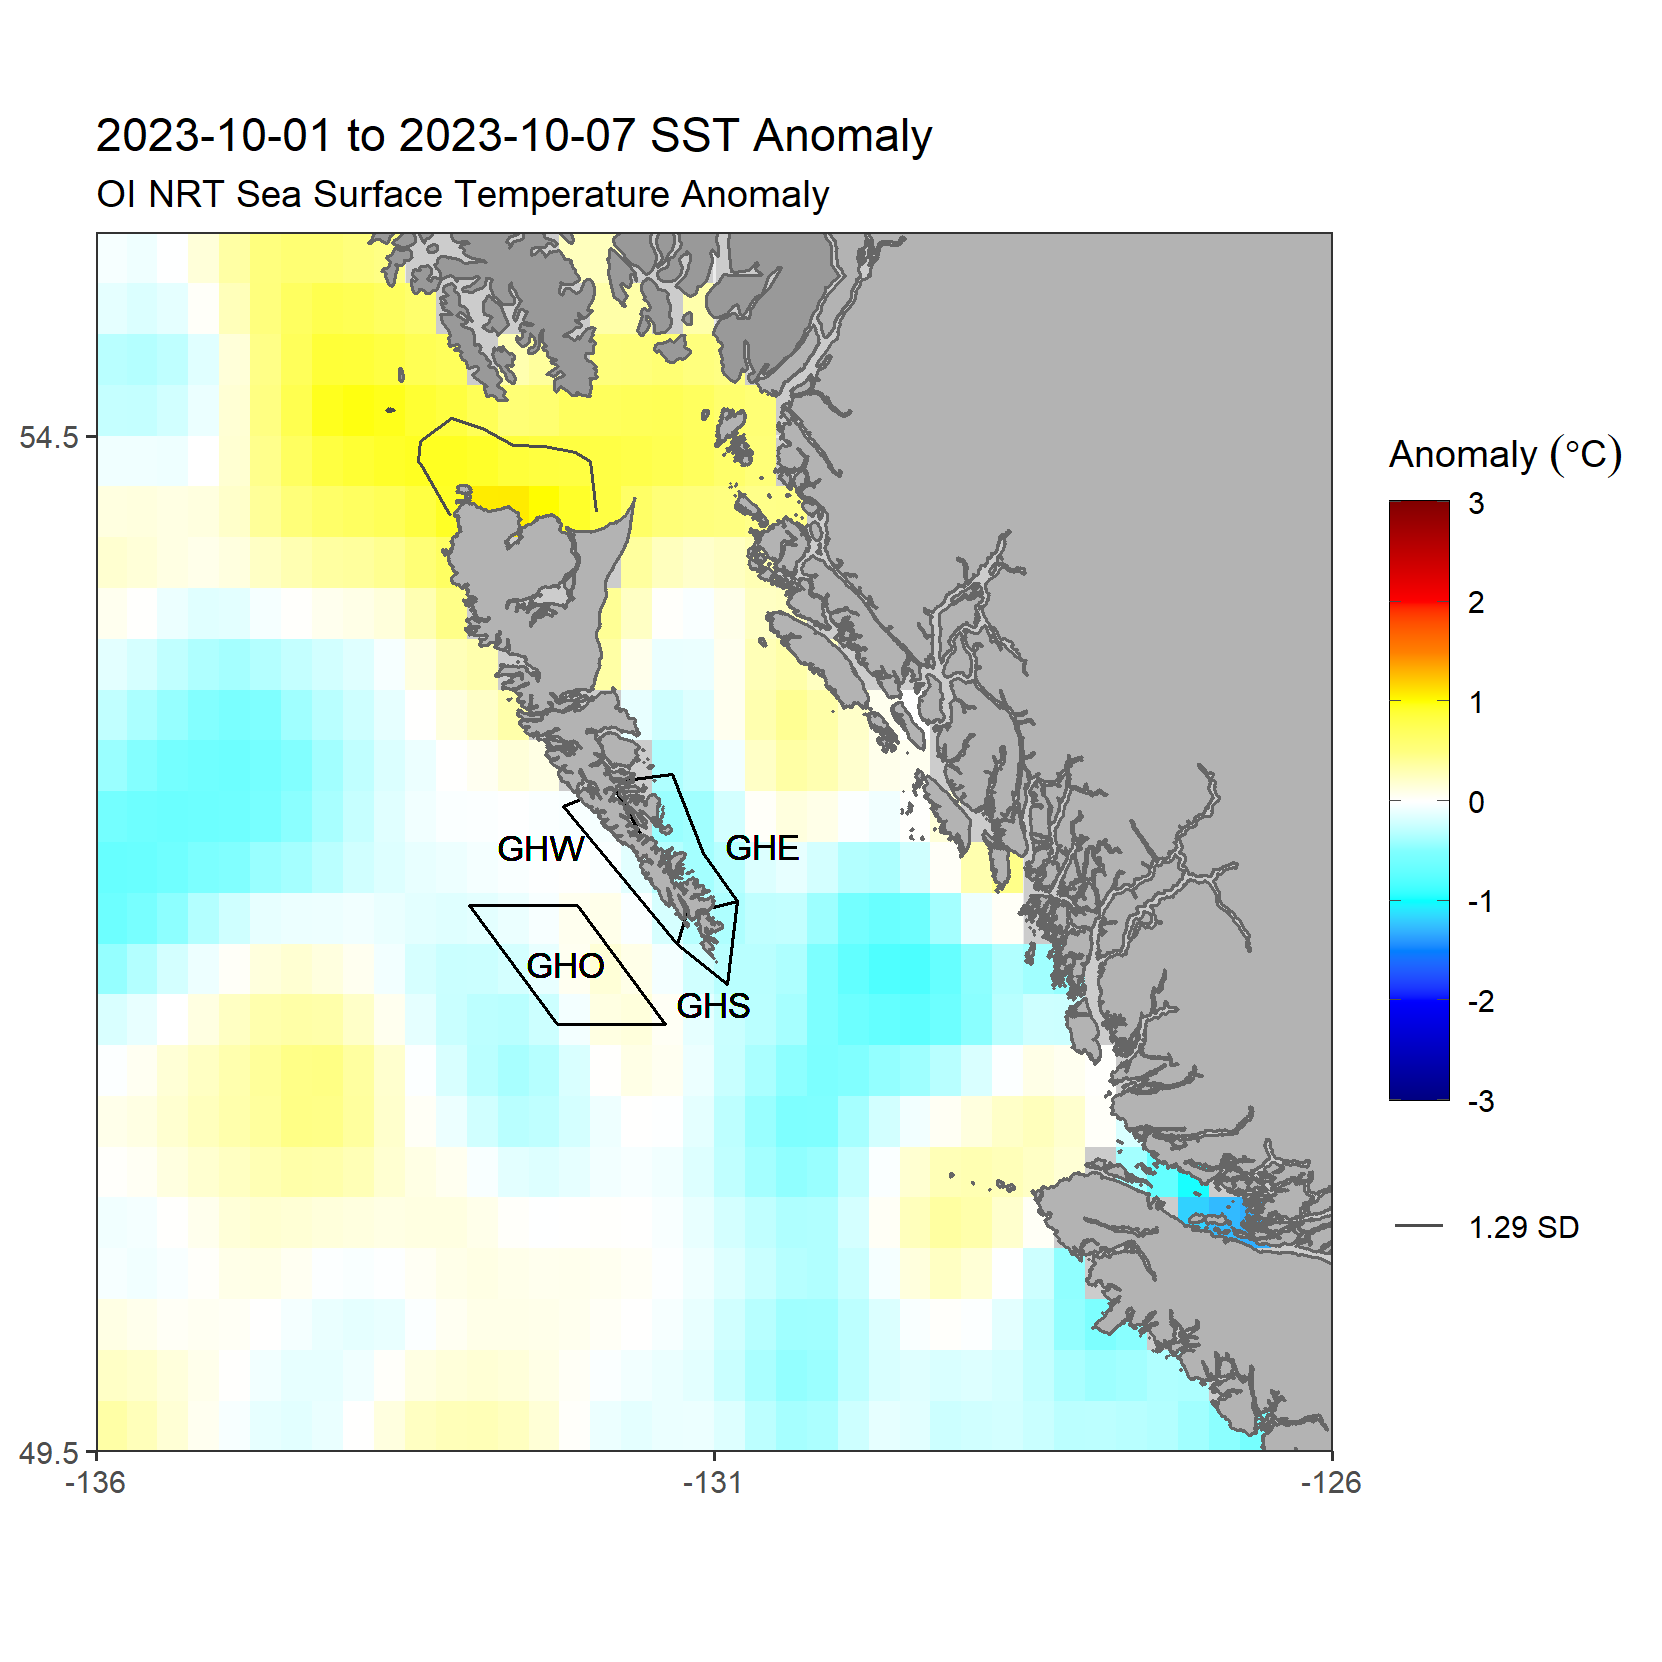 2023-10-01 to 2023-10-07 SST Anomaly
OI NRT Sea Surface Temperature Anomaly
54.5
49.5
-136
-131
-126
GHW
GHE
GHO
GHS
Anomaly (°C)
3
2
1
0
-1
-2
-3
1.29 SD